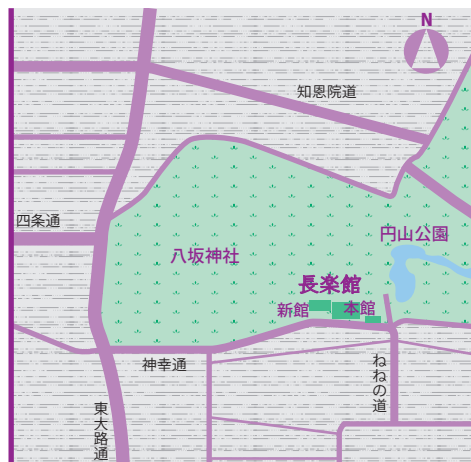 N
知恩院道
四条通
円山公園
八坂神社
長楽館
新館
本館
神幸通
ねねの道
東大路通